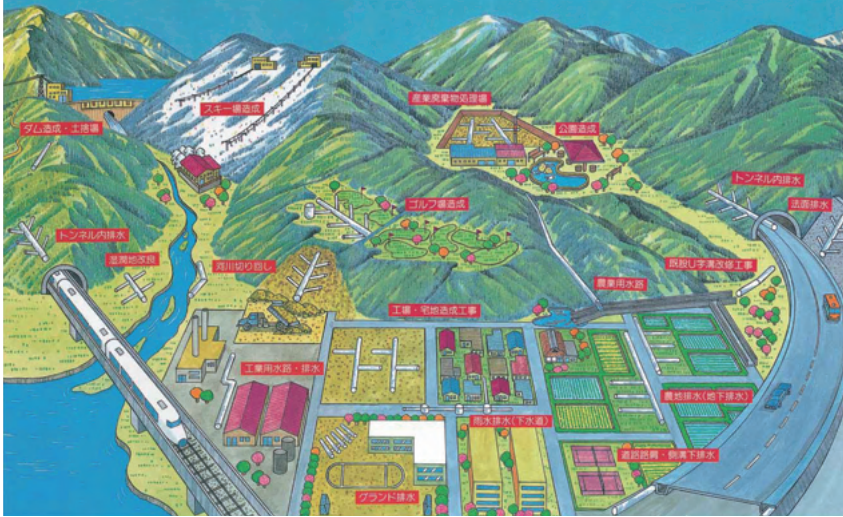 スキー場造成
産業廃棄物処理場
ダム造成・土捨場
公園造成
トンネル内排水
法面排水
ゴルフ場造成
トンネル内排水
湿潤地改良
河川切り廻し
既設U字溝改修工事
農業用水路
工場・宅地造成工事
工業用水路・排水
農地排水(地下排水)
雨水排水(下水道)
道路路肩・側溝下排水
グランド排水